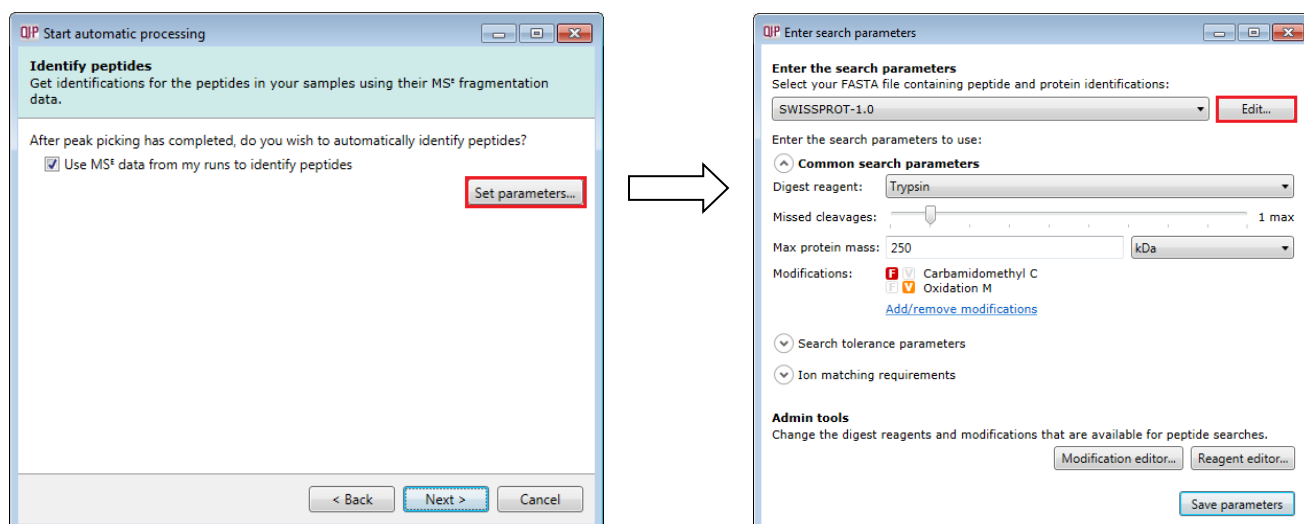 QIP Start automatic processing
Identify peptides
Get identifications for the peptides in your samples using their MSᴱ fragmentation
data.
After peak picking has completed, do you wish to automatically identify peptides?
Use MSᴱ data from my runs to identify peptides
Set parameters...
< Back Next > Cancel
QIP Enter search parameters
Enter the search parameters
Select your FASTA file containing peptide and protein identifications:
SWISSPROT-1.0 Edit...
Enter the search parameters to use:
Common search parameters
Digest reagent: Trypsin
Missed cleavages: 1 max
Max protein mass: 250 kDa
Modifications: F V Carbamidomethyl C
F V Oxidation M
Add/remove modifications
Search tolerance parameters
Ion matching requirements
Admin tools
Change the digest reagents and modifications that are available for peptide searches.
Modification editor... Reagent editor...
Save parameters